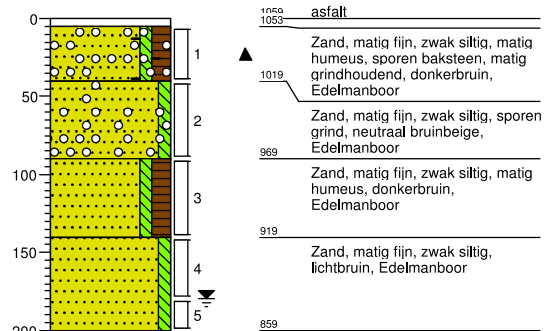 0
50
100
150
200
1
2
3
4
5
1059
asfalt
1053
Zand, matig fijn, zwak siltig, matig
humeus, sporen baksteen, matig
grindhoudend, donkerbruin,
Edelmanboor
1019
Zand, matig fijn, zwak siltig, sporen
grind, neutraal bruinbeige,
Edelmanboor
969
Zand, matig fijn, zwak siltig, matig
humeus, donkerbruin,
Edelmanboor
919
Zand, matig fijn, zwak siltig,
lichtbruin, Edelmanboor
859